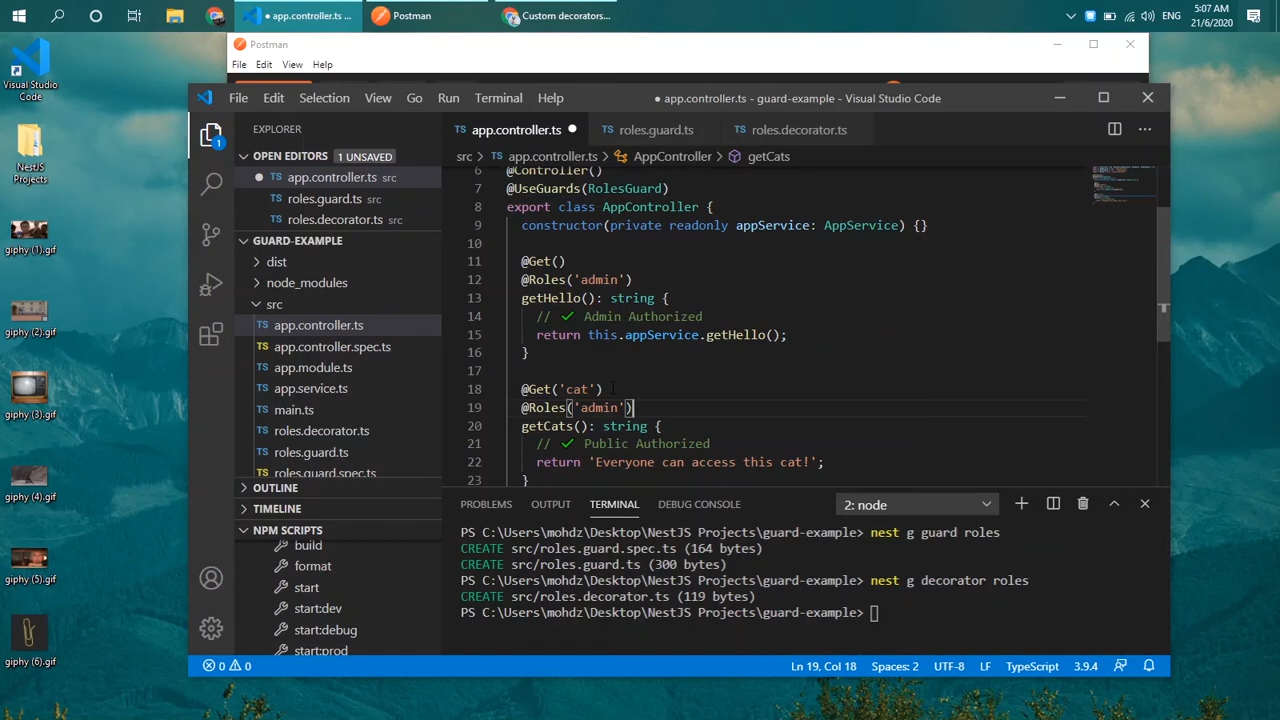 app.controller.ts ...
Postman
Custom decorators...
ENG
5:07 AM
21/6/2020
Visual Studio
Code
NestJS
Projects
giphy (1).gif
giphy (2).gif
giphy (3).gif
giphy (4).gif
giphy (5).gif
giphy (6).gif
Postman
File Edit View Help
File Edit Selection View Go Run Terminal Help
● app.controller.ts - guard-example - Visual Studio Code
EXPLORER
OPEN EDITORS 1 UNSAVED
app.controller.ts src
roles.guard.ts src
roles.decorator.ts src
GUARD-EXAMPLE
dist
node_modules
src
TS app.controller.ts
TS app.controller.spec.ts
TS app.module.ts
TS app.service.ts
TS main.ts
TS roles.decorator.ts
TS roles.guard.ts
TS roles.guard.spec.ts
OUTLINE
TIMELINE
NPM SCRIPTS
build
format
start
start:dev
start:debug
start:prod
1
TS app.controller.ts TS roles.guard.ts TS roles.decorator.ts
src > TS app.controller.ts > AppController > getCats
6 @Controller()
7 @UseGuards(RolesGuard)
8 export class AppController {
9 constructor(private readonly appService: AppService) {}
10
11 @Get()
12 @Roles('admin')
13 getHello(): string {
14 // ✓ Admin Authorized
15 return this.appService.getHello();
16 }
17
18 @Get('cat')
19 @Roles('admin')
20 getCats(): string {
21 // ✓ Public Authorized
22 return 'Everyone can access this cat!';
23 }
PROBLEMS OUTPUT TERMINAL DEBUG CONSOLE 2: node
PS C:\Users\mohdz\Desktop\NestJS Projects\guard-example> nest g guard roles
CREATE src/roles.guard.spec.ts (164 bytes)
CREATE src/roles.guard.ts (300 bytes)
PS C:\Users\mohdz\Desktop\NestJS Projects\guard-example> nest g decorator roles
CREATE src/roles.decorator.ts (119 bytes)
PS C:\Users\mohdz\Desktop\NestJS Projects\guard-example>
0 0 Ln 19, Col 18 Spaces: 2 UTF-8 LF TypeScript 3.9.4